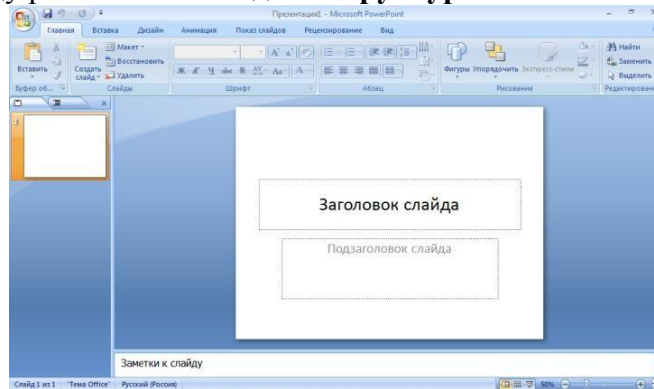 Презентация1 - Microsoft PowerPoint
Главная Вставка Дизайн Анимация Показ слайдов Рецензирование Вид
Вставить
Создать слайд
Макет
Восстановить
Удалить
Фигуры Упорядочить Экспресс-стили
Найти
Заменить
Выделить
Буфер об... Слайды Шрифт Абзац Рисование Редактирован
1
Заголовок слайда
Подзаголовок слайда
Заметки к слайду
Слайд 1 из 1 "Тема Office" Русский (Россия) 50%